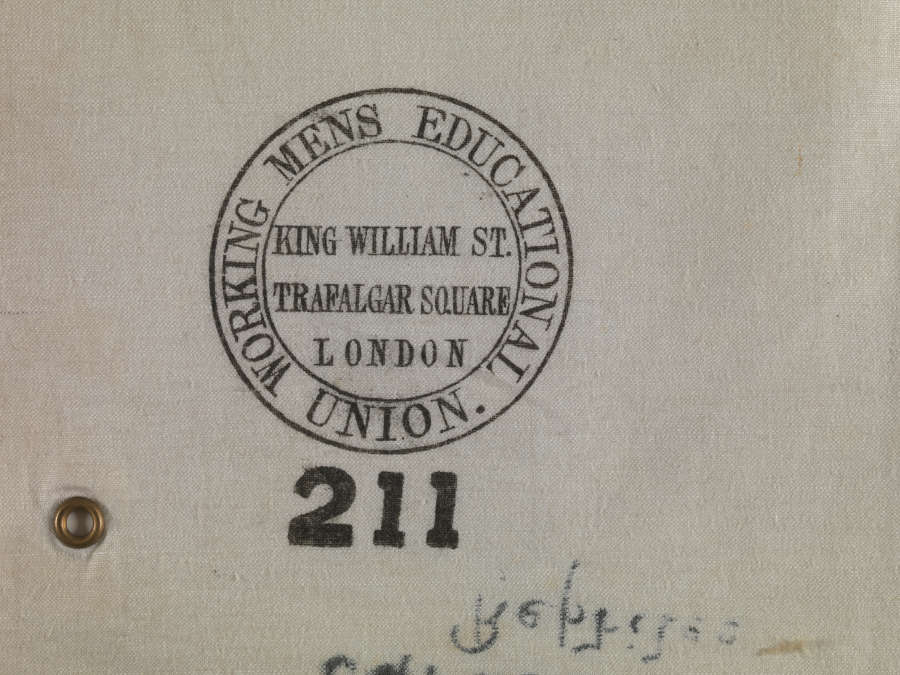 WORKING MENS EDUCATIONAL UNION.
KING WILLIAM ST.
TRAFALGAR SQUARE
LONDON
211